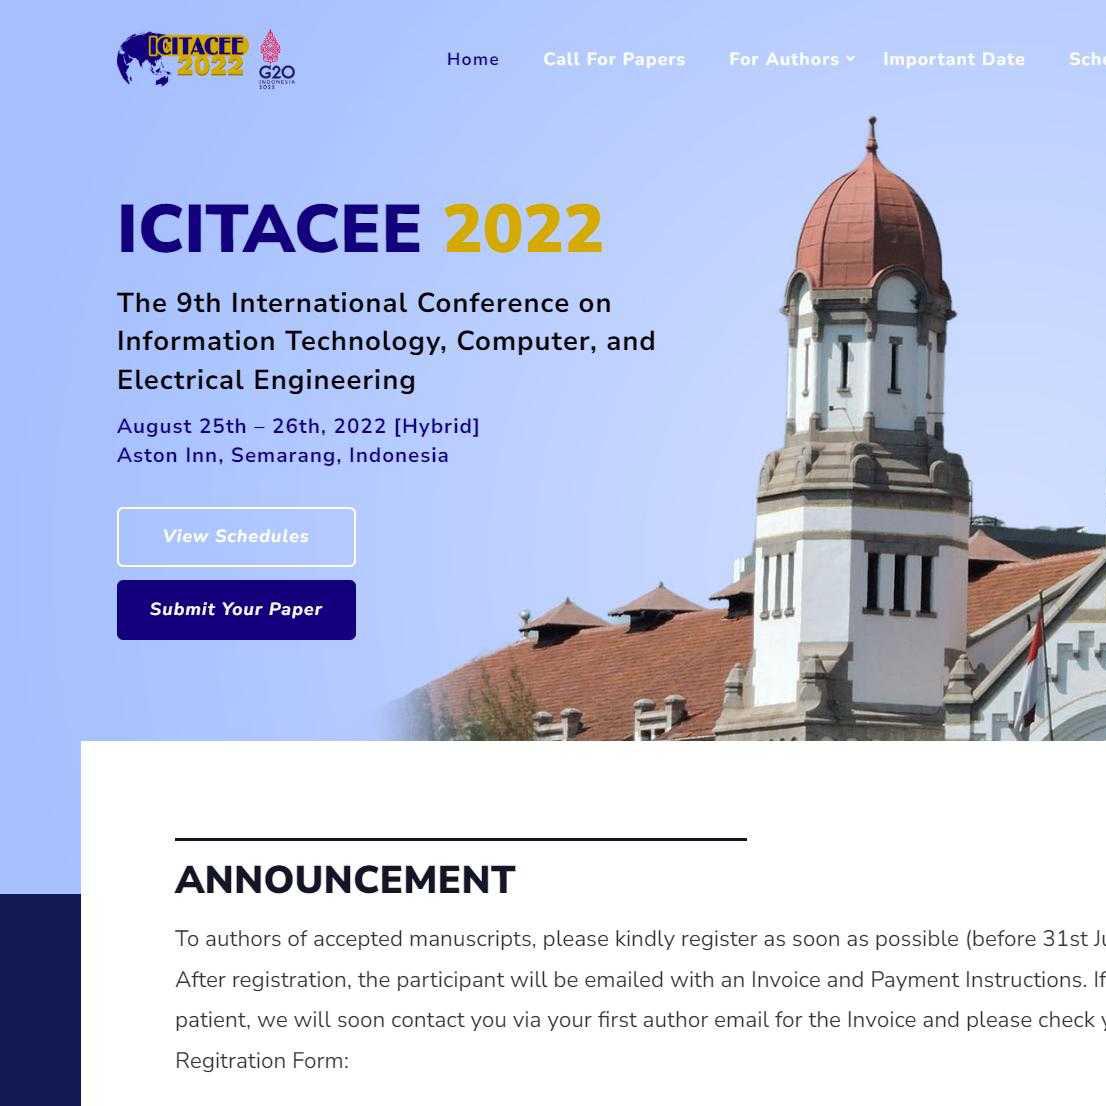 ICITACEE
2022
G20
INDONESIA
2022
Home
Call For Papers
For Authors
Important Date
ICITACEE 2022
The 9th International Conference on
Information Technology, Computer, and
Electrical Engineering
August 25th – 26th, 2022 [Hybrid]
Aston Inn, Semarang, Indonesia
View Schedules
Submit Your Paper
ANNOUNCEMENT
To authors of accepted manuscripts, please kindly register as soon as possible (before 31st
After registration, the participant will be emailed with an Invoice and Payment Instructions. If
patient, we will soon contact you via your first author email for the Invoice and please check
Regitration Form: